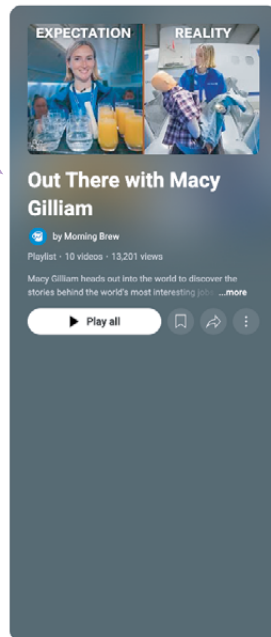 EXPECTATION REALITY
Out There with Macy
Gilliam
by Morning Brew
Playlist · 10 videos · 13,201 views
Macy Gilliam heads out into the world to discover the
stories behind the world's most interesting jobs ...more
Play all